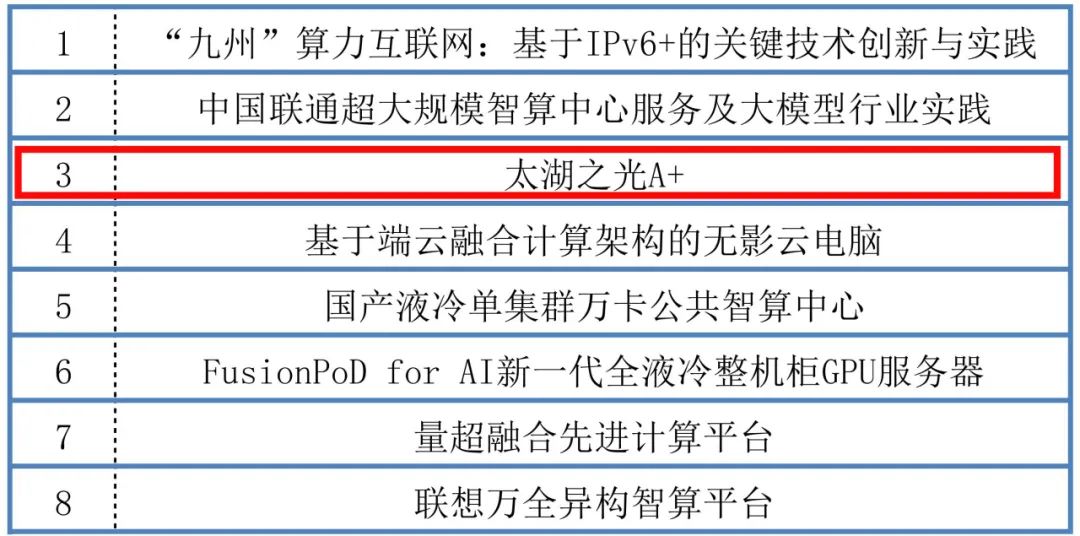 1 “九州”算力互联网：基于IPv6+的关键技术创新与实践
2 中国联通超大规模智算中心服务及大模型行业实践
3 太湖之光A+
4 基于端云融合计算架构的无影云电脑
5 国产液冷单集群万卡公共智算中心
6 FusionPoD for AI新一代全液冷整机柜GPU服务器
7 量超融合先进计算平台
8 联想万全异构智算平台